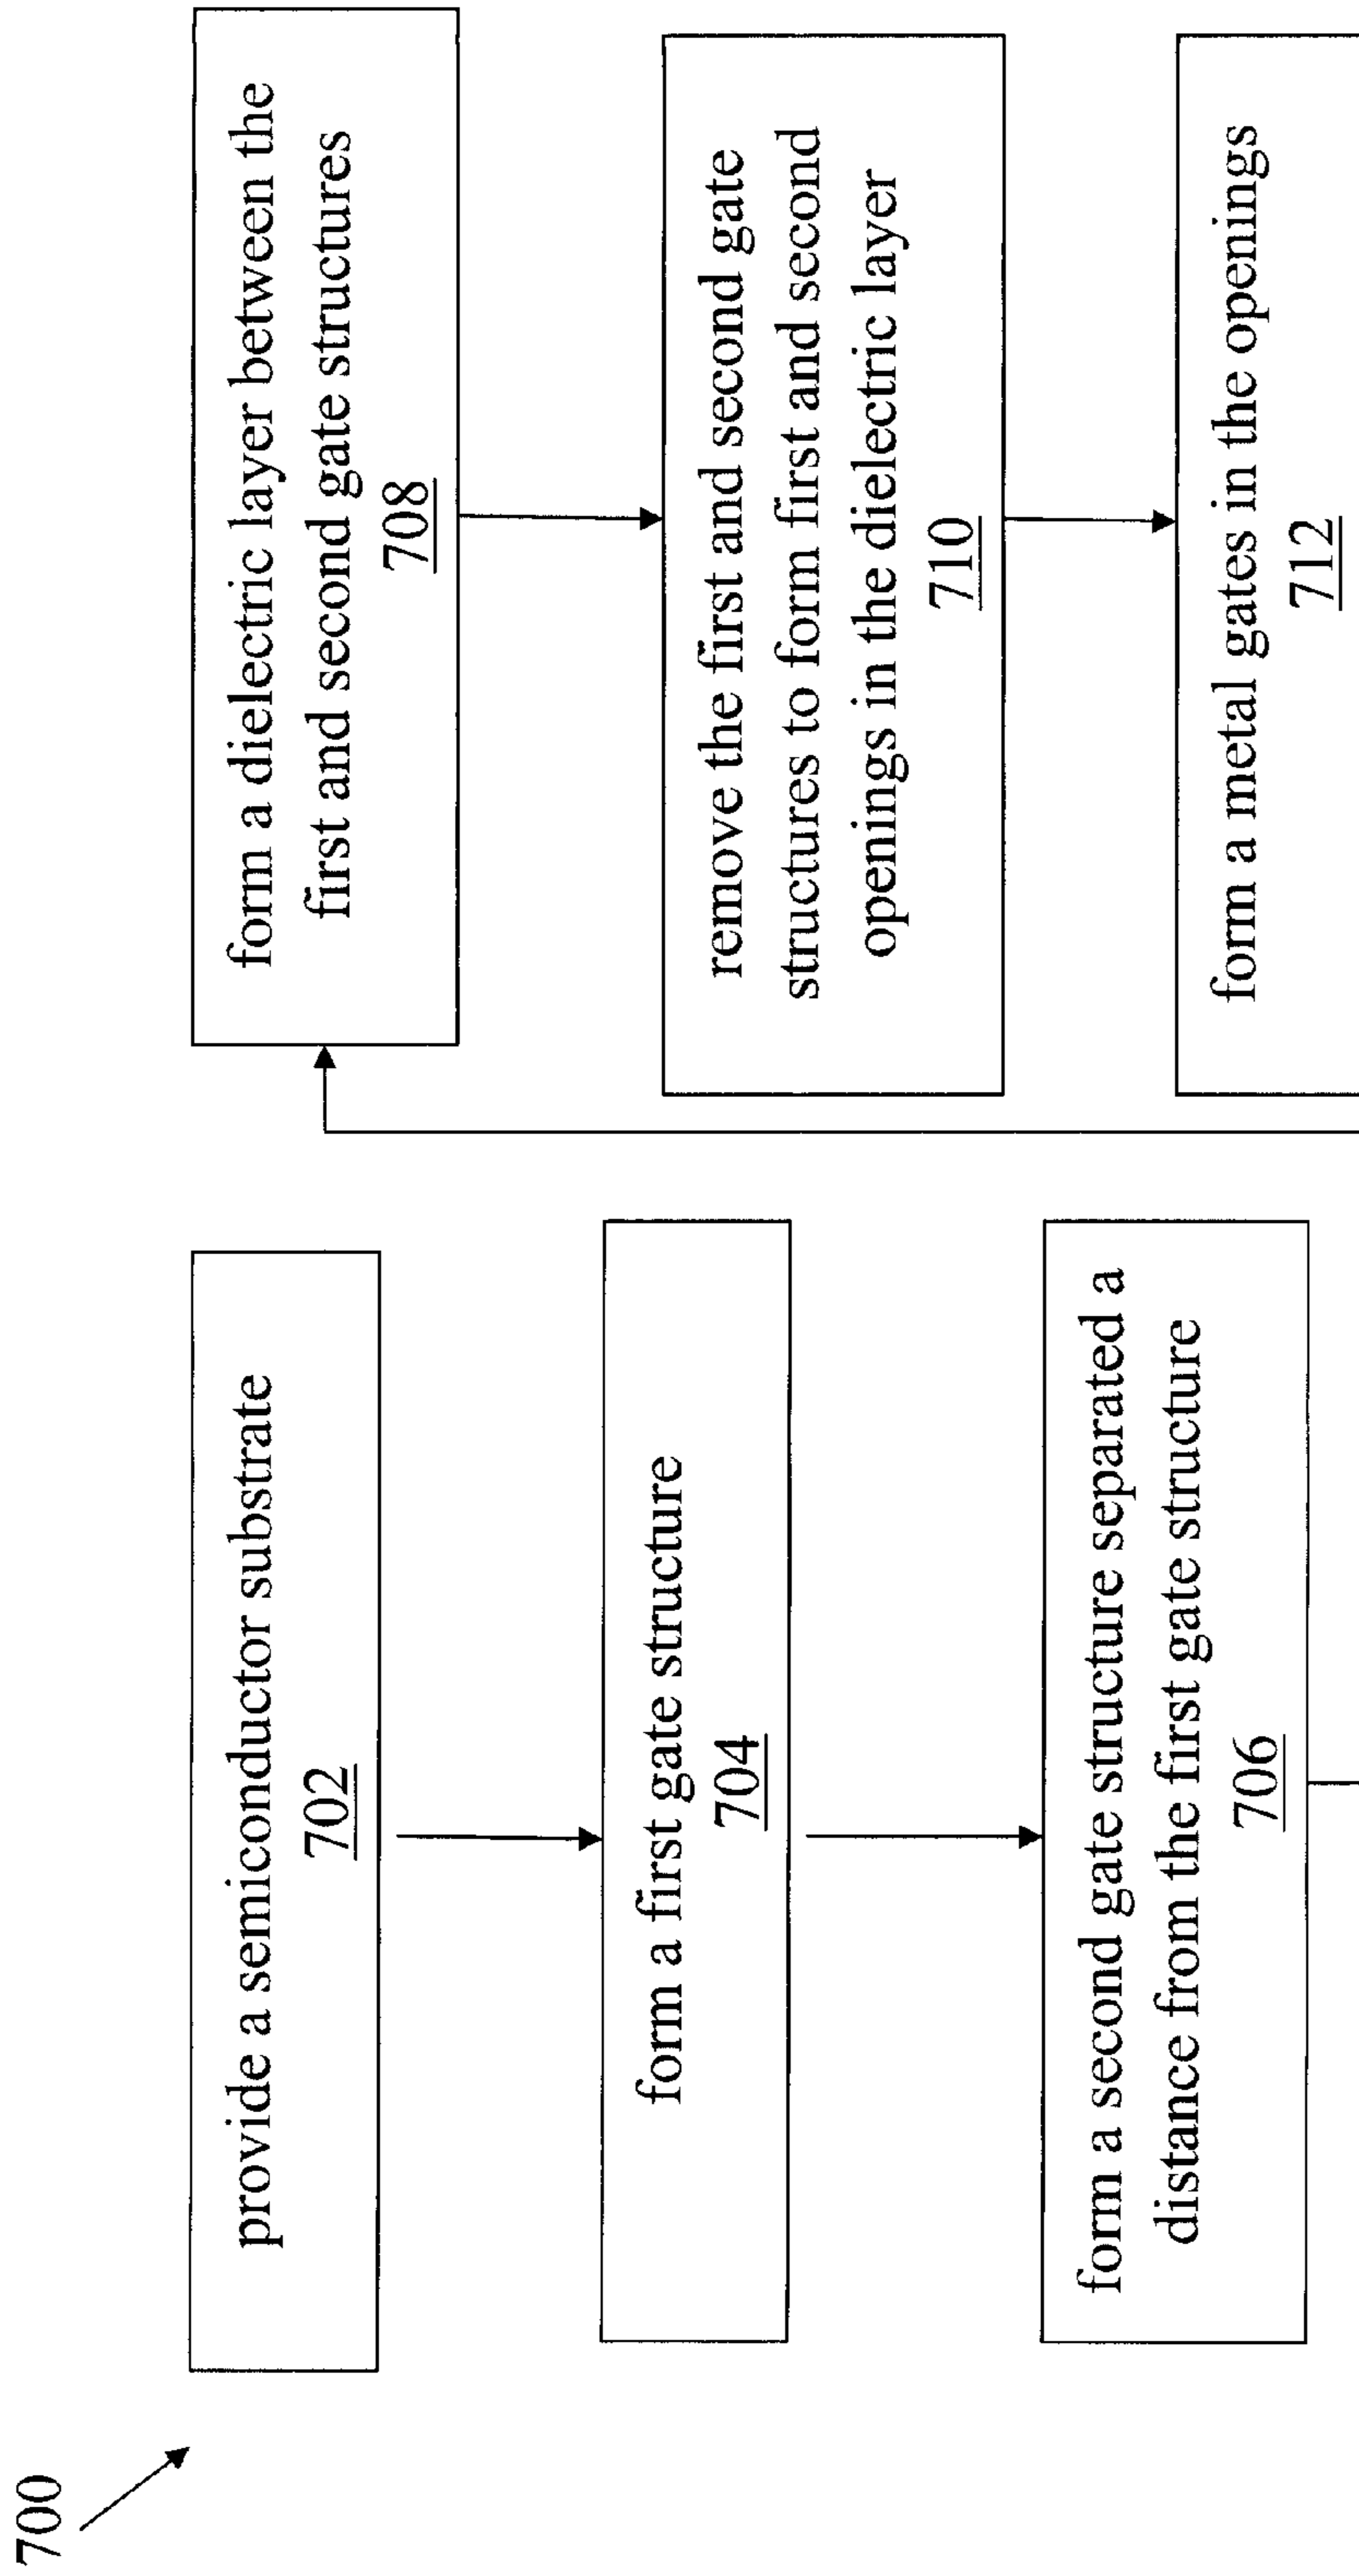 700
provide a semiconductor substrate
702
form a first gate structure
704
form a second gate structure separated a
distance from the first gate structure
706
form a dielectric layer between the
first and second gate structures
708
remove the first and second gate
structures to form first and second
openings in the dielectric layer
710
form a metal gates in the openings
712